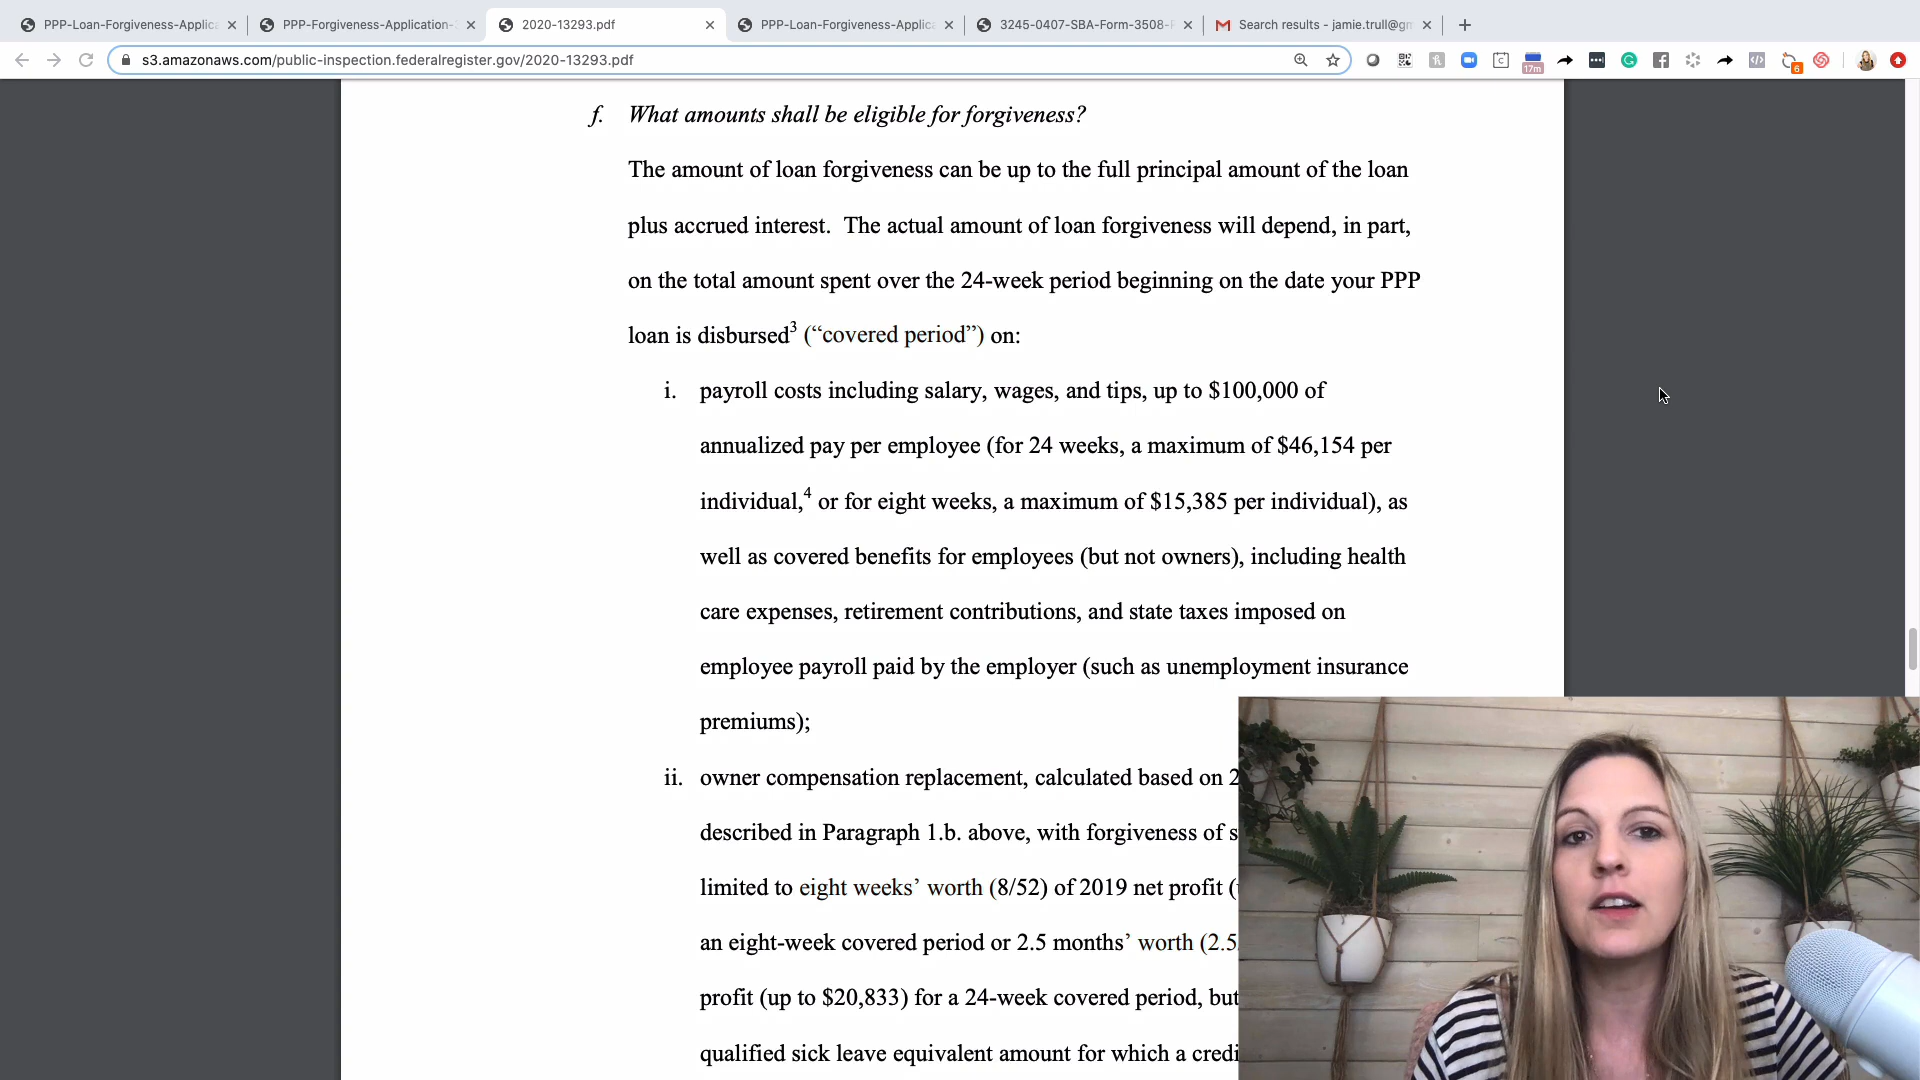 PPP-Loan-Forgiveness-Applica
PPP-Forgiveness-Application-
2020-13293.pdf
PPP-Loan-Forgiveness-Applica
3245-0407-SBA-Form-3508-
Search results - jamie.trull@gm
s3.amazonaws.com/public-inspection.federalregister.gov/2020-13293.pdf
17m
6
f. What amounts shall be eligible for forgiveness?
The amount of loan forgiveness can be up to the full principal amount of the loan
plus accrued interest. The actual amount of loan forgiveness will depend, in part,
on the total amount spent over the 24-week period beginning on the date your PPP
loan is disbursed3 (“covered period”) on:
i. payroll costs including salary, wages, and tips, up to $100,000 of
annualized pay per employee (for 24 weeks, a maximum of $46,154 per
individual,4 or for eight weeks, a maximum of $15,385 per individual), as
well as covered benefits for employees (but not owners), including health
care expenses, retirement contributions, and state taxes imposed on
employee payroll paid by the employer (such as unemployment insurance
premiums);
ii. owner compensation replacement, calculated based on 2
described in Paragraph 1.b. above, with forgiveness of s
limited to eight weeks’ worth (8/52) of 2019 net profit (
an eight-week covered period or 2.5 months’ worth (2.5
profit (up to $20,833) for a 24-week covered period, but
qualified sick leave equivalent amount for which a credi